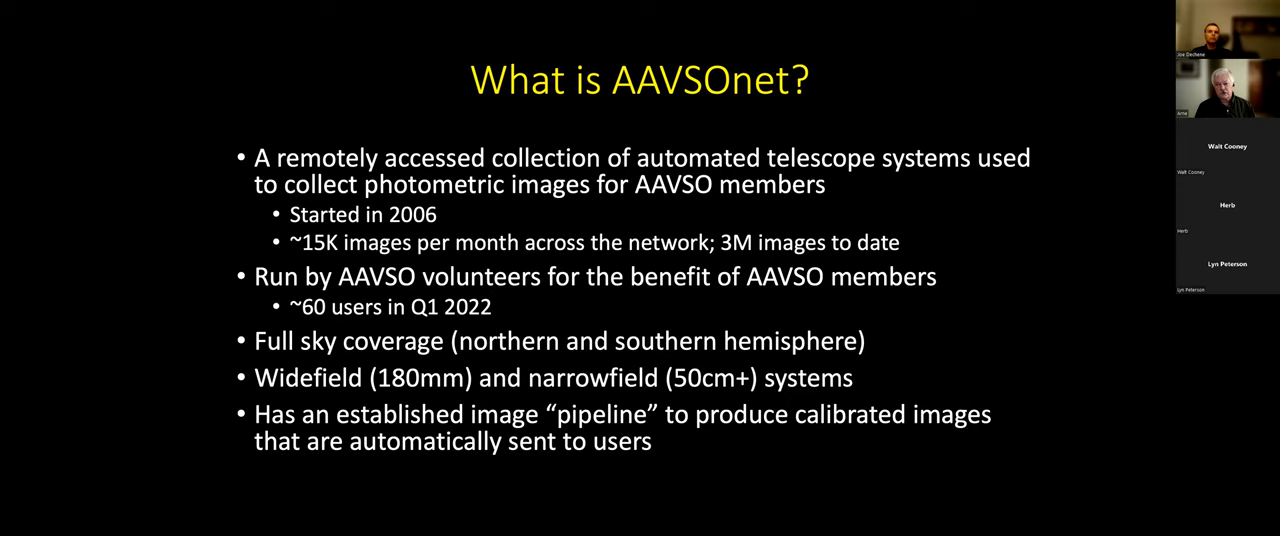 What is AAVSOnet?
• A remotely accessed collection of automated telescope systems used
to collect photometric images for AAVSO members
• Started in 2006
• ~15K images per month across the network; 3M images to date
• Run by AAVSO volunteers for the benefit of AAVSO members
• ~60 users in Q1 2022
• Full sky coverage (northern and southern hemisphere)
• Widefield (180mm) and narrowfield (50cm+) systems
• Has an established image “pipeline” to produce calibrated images
that are automatically sent to users
Joe Dechene
Arne
Walt Cooney
Walt Cooney
Herb
Herb
Lyn Peterson
Lyn Peterson